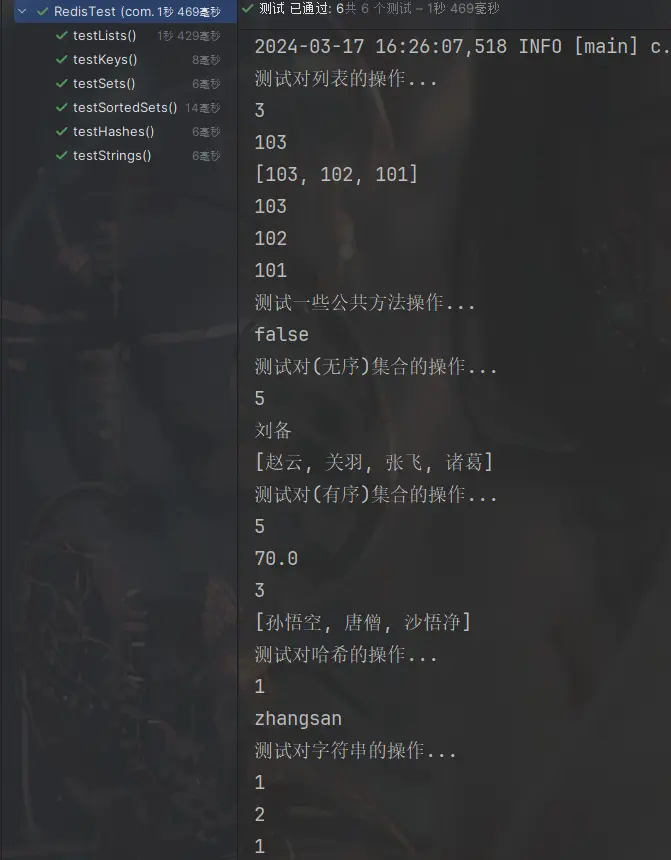 RedisTest (com. 1秒 469毫秒
testLists() 1秒 429毫秒
testKeys() 8毫秒
testSets() 6毫秒
testSortedSets() 14毫秒
testHashes() 6毫秒
testStrings() 6毫秒
测试 已通过: 6共 6 个测试 – 1秒 469毫秒
2024-03-17 16:26:07,518 INFO [main] c.
测试对列表的操作...
3
103
[103, 102, 101]
103
102
101
测试一些公共方法操作...
false
测试对(无序)集合的操作...
5
刘备
[赵云, 关羽, 张飞, 诸葛]
测试对(有序)集合的操作...
5
70.0
3
[孙悟空, 唐僧, 沙悟净]
测试对哈希的操作...
1
zhangsan
测试对字符串的操作...
1
2
1